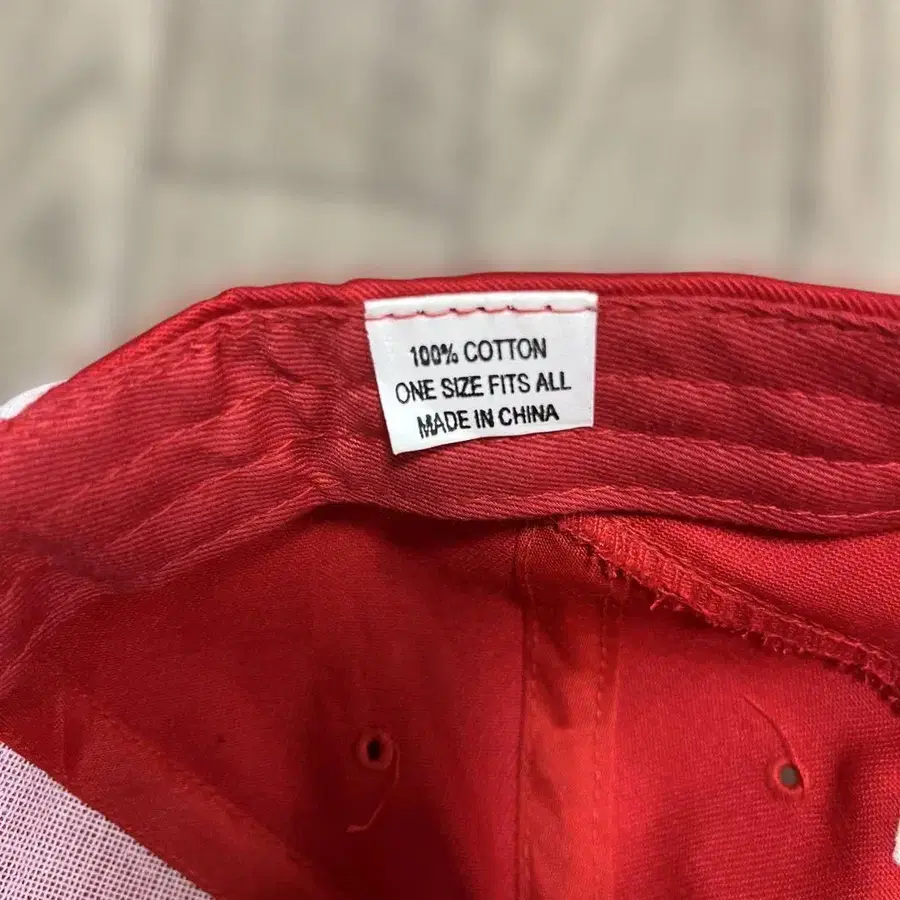 100% COTTON
ONE SIZE FITS ALL
MADE IN CHINA